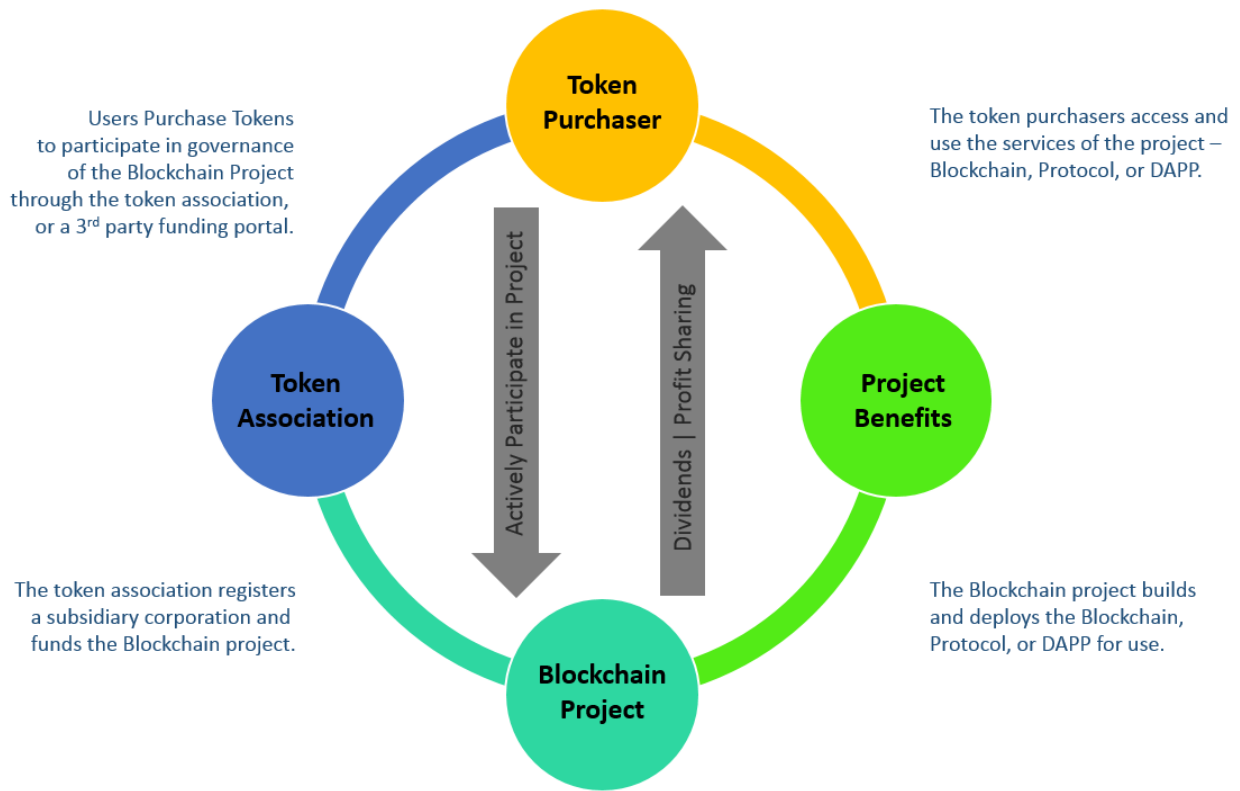 Token
Purchaser
Users Purchase Tokens
to participate in governance
of the Blockchain Project
through the token association,
or a 3rd party funding portal.
The token purchasers access and
use the services of the project –
Blockchain, Protocol, or DAPP.
Actively Participate in Project
Dividends | Profit Sharing
Token
Association
Project
Benefits
The token association registers
a subsidiary corporation and
funds the Blockchain project.
The Blockchain project builds
and deploys the Blockchain,
Protocol, or DAPP for use.
Blockchain
Project